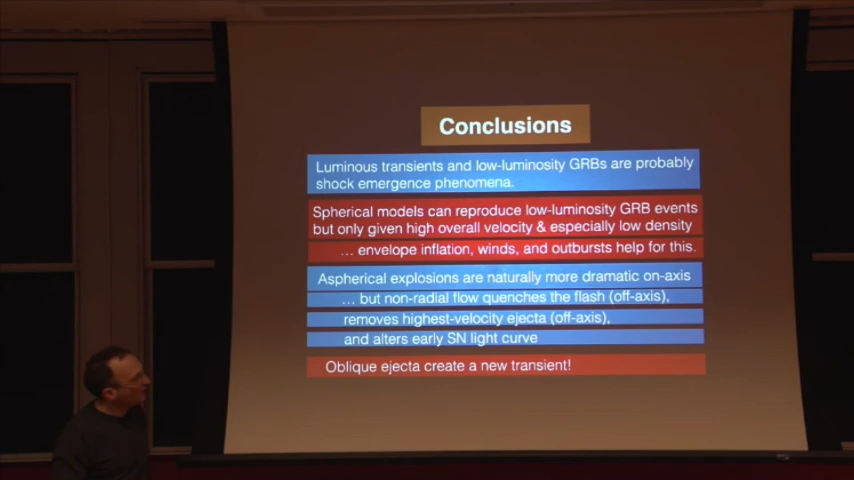 Conclusions
Luminous transients and low-luminosity GRBs are probably
shock emergence phenomena.
Spherical models can reproduce low-luminosity GRB events
but only given high overall velocity & especially low density
... envelope inflation, winds, and outbursts help for this.
Aspherical explosions are naturally more dramatic on-axis
... but non-radial flow quenches the flash (off-axis),
removes highest-velocity ejecta (off-axis),
and alters early SN light curve
Oblique ejecta create a new transient!